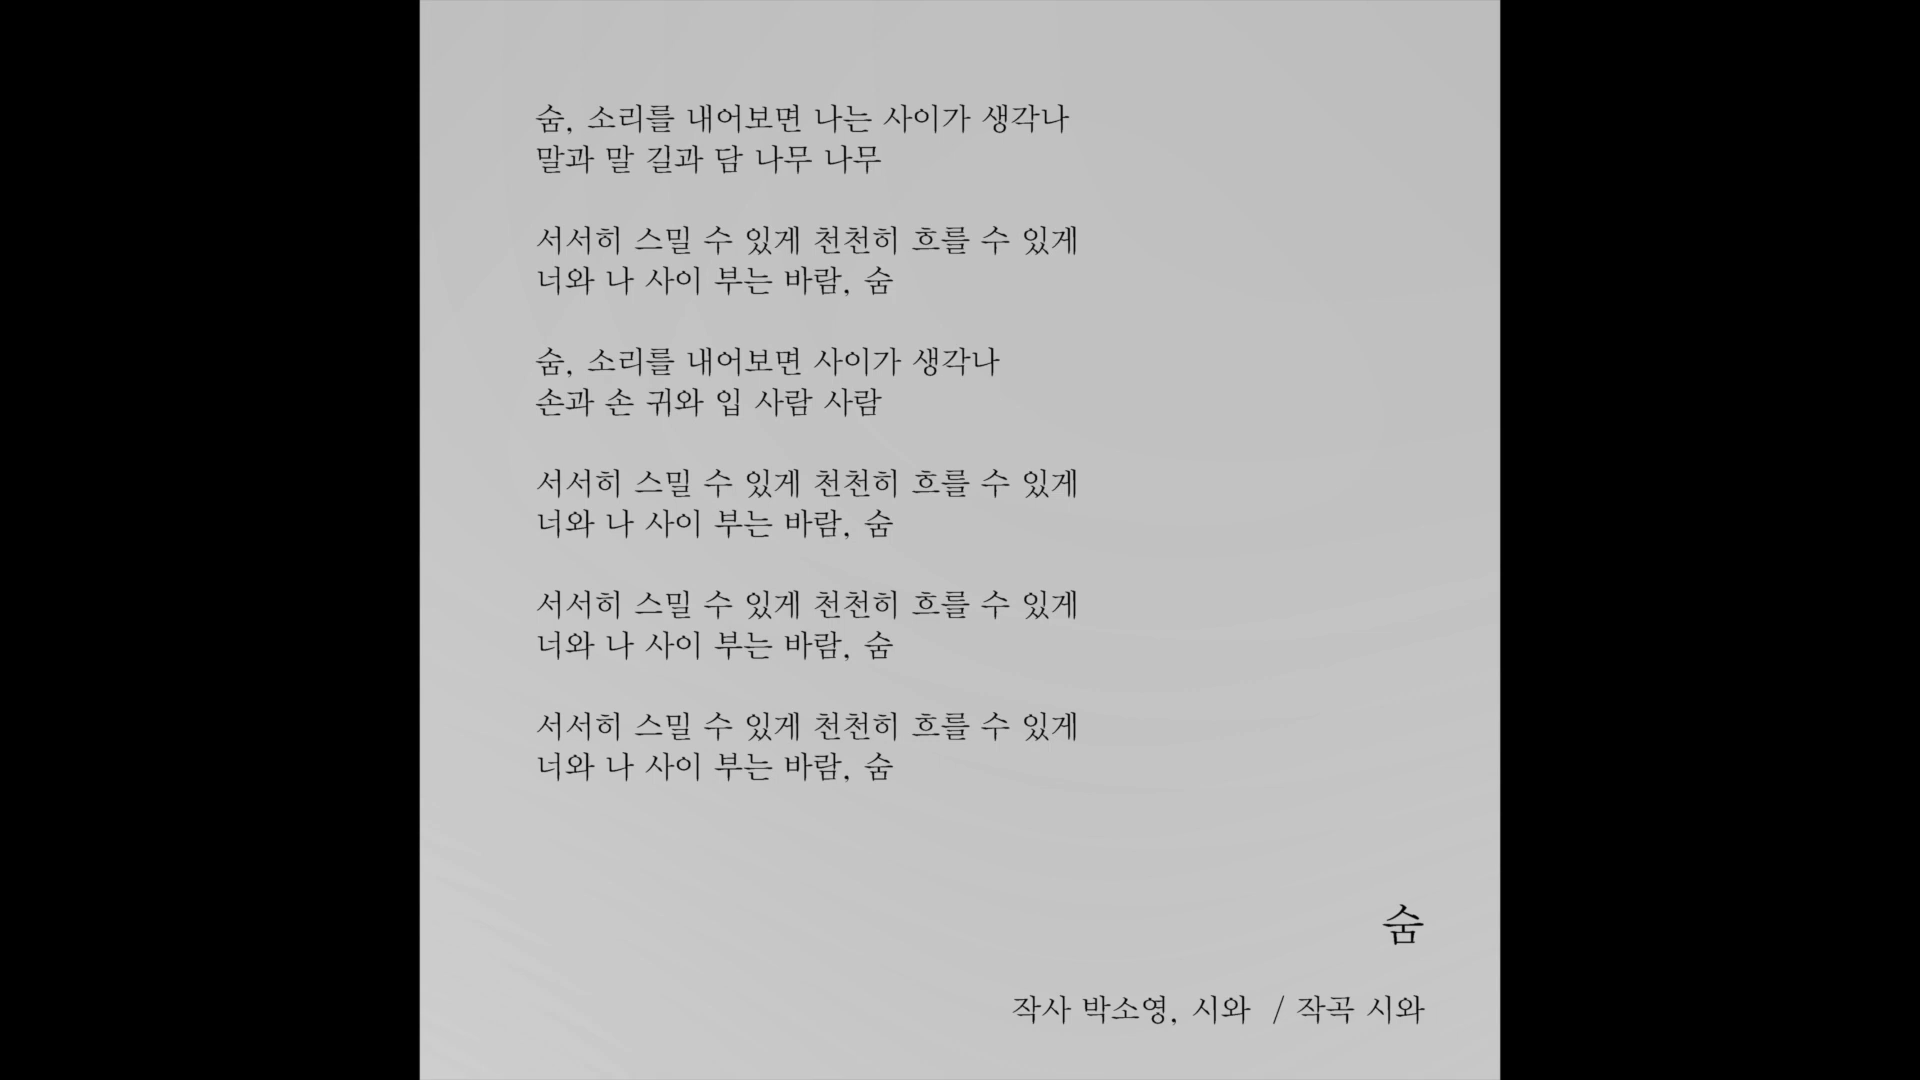 숨, 소리를 내어보면 나는 사이가 생각나
말과 말 길과 담 나무 나무
서서히 스밀 수 있게 천천히 흐를 수 있게
너와 나 사이 부는 바람, 숨
숨, 소리를 내어보면 사이가 생각나
손과 손 귀와 입 사람 사람
서서히 스밀 수 있게 천천히 흐를 수 있게
너와 나 사이 부는 바람, 숨
서서히 스밀 수 있게 천천히 흐를 수 있게
너와 나 사이 부는 바람, 숨
서서히 스밀 수 있게 천천히 흐를 수 있게
너와 나 사이 부는 바람, 숨
숨
작사 박소영, 시와 / 작곡 시와